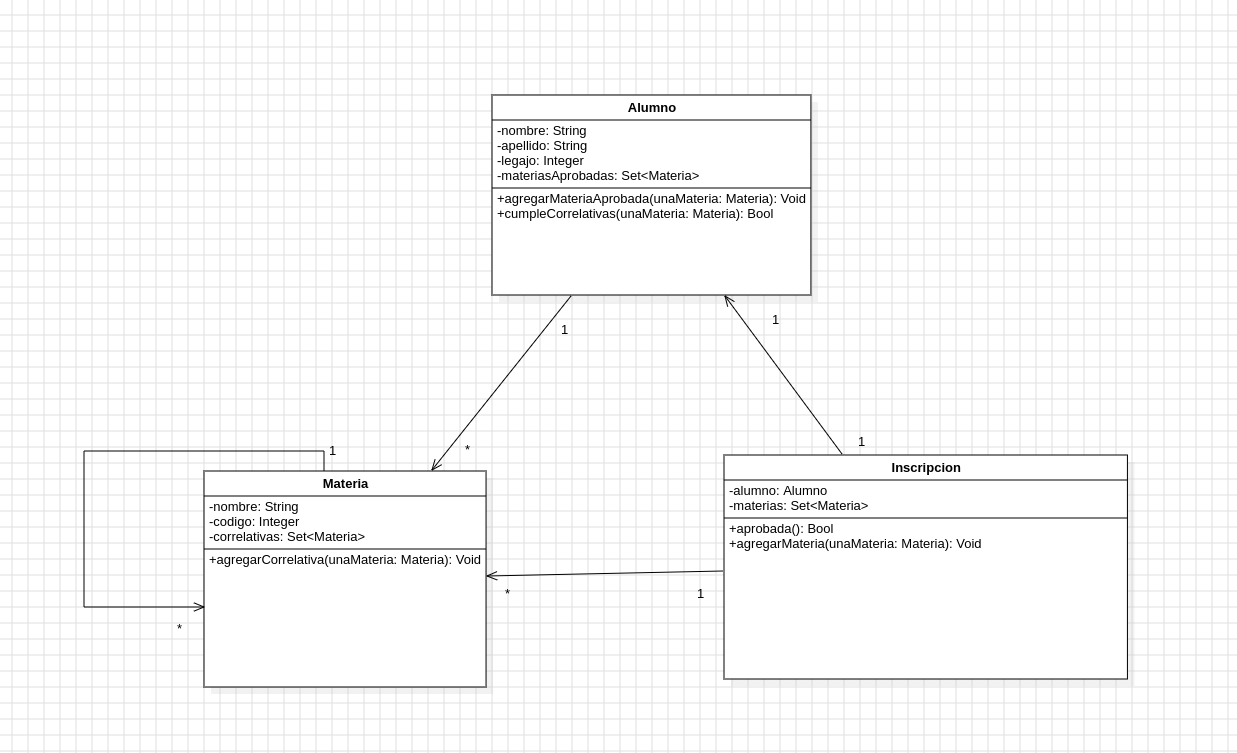 Alumno
-nombre: String
-apellido: String
-legajo: Integer
-materiasAprobadas: Set<Materia>
+agregarMateriaAprobada(unaMateria: Materia): Void
+cumpleCorrelativas(unaMateria: Materia): Bool
1
1
*
1
1
Materia
-nombre: String
-codigo: Integer
-correlativas: Set<Materia>
+agregarCorrelativa(unaMateria: Materia): Void
*
Inscripcion
-alumno: Alumno
-materias: Set<Materia>
+aprobada(): Bool
+agregarMateria(unaMateria: Materia): Void
*
1